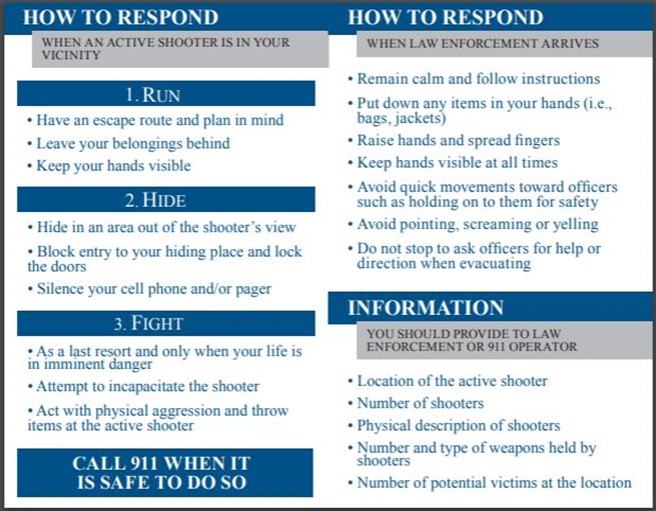 HOW TO RESPOND
WHEN AN ACTIVE SHOOTER IS IN YOUR
VICINITY
1. RUN
• Have an escape route and plan in mind
• Leave your belongings behind
• Keep your hands visible
2. HIDE
• Hide in an area out of the shooter's view
• Block entry to your hiding place and lock
the doors
• Silence your cell phone and/or pager
3. FIGHT
• As a last resort and only when your life is
in imminent danger
• Attempt to incapacitate the shooter
• Act with physical aggression and throw
items at the active shooter
CALL 911 WHEN IT
IS SAFE TO DO SO
HOW TO RESPOND
WHEN LAW ENFORCEMENT ARRIVES
• Remain calm and follow instructions
• Put down any items in your hands (i.e.,
bags, jackets)
• Raise hands and spread fingers
• Keep hands visible at all times
• Avoid quick movements toward officers
such as holding on to them for safety
• Avoid pointing, screaming or yelling
• Do not stop to ask officers for help or
direction when evacuating
INFORMATION
YOU SHOULD PROVIDE TO LAW
ENFORCEMENT OR 911 OPERATOR
• Location of the active shooter
• Number of shooters
• Physical description of shooters
• Number and type of weapons held by
shooters
• Number of potential victims at the location